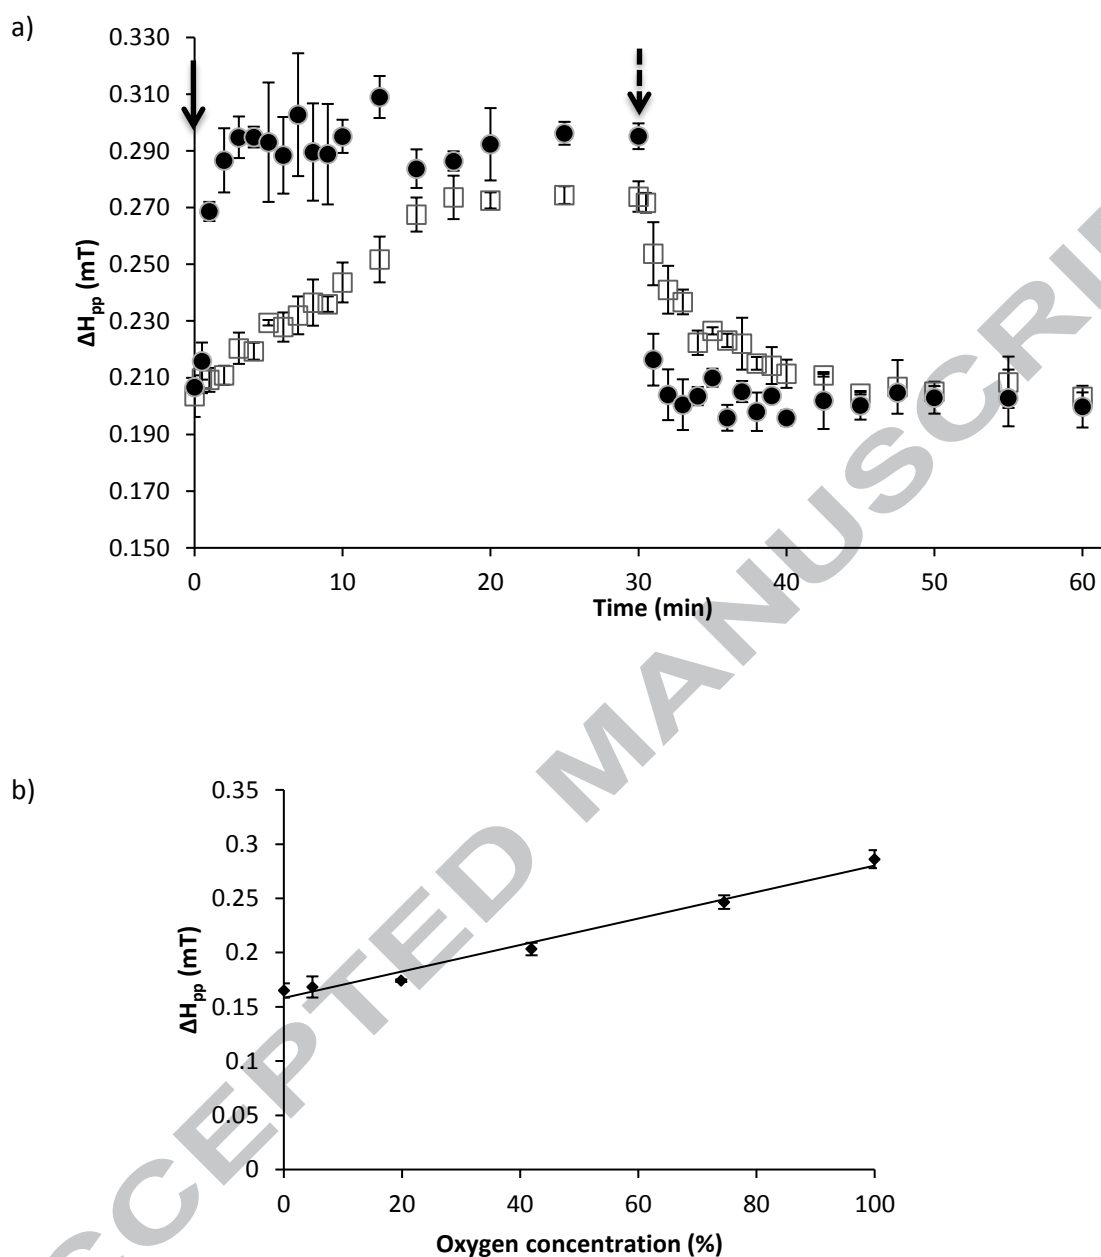 a)
0.330
0.310
0.290
0.270
0.250
0.230
0.210
0.190
0.170
0.150
ΔHpp (mT)
0 10 20 30 40 50 60
Time (min)
b)
0.35
0.3
0.25
0.2
0.15
0.1
0.05
0
ΔHpp (mT)
0 20 40 60 80 100
Oxygen concentration (%)
CCEPTED MANUSCRI